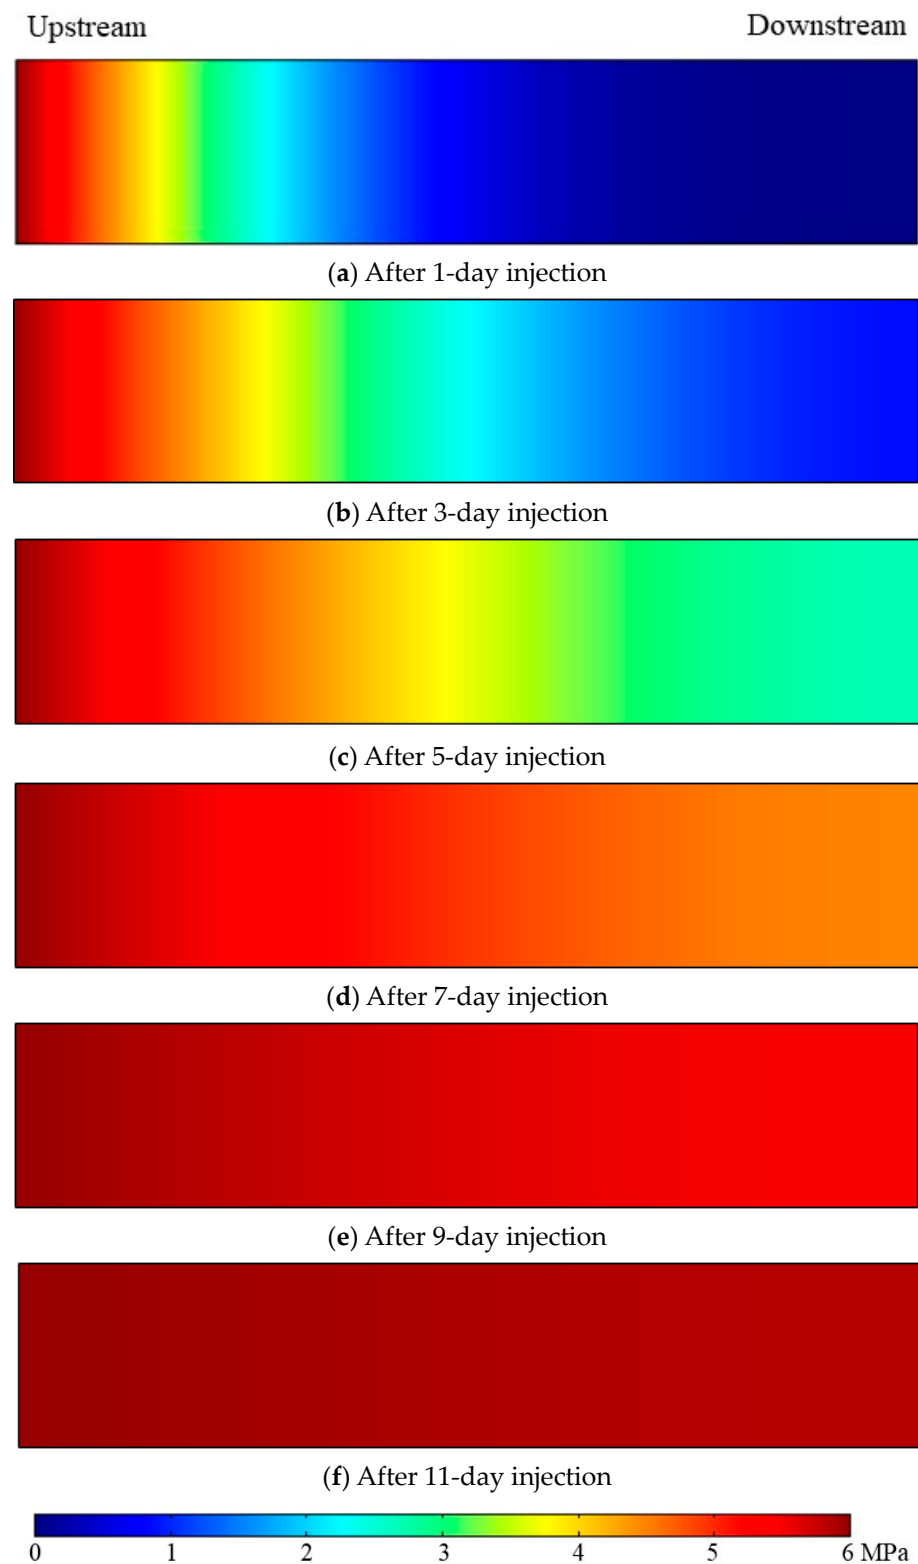 Upstream Downstream
(a) After 1-day injection
(b) After 3-day injection
(c) After 5-day injection
(d) After 7-day injection
(e) After 9-day injection
(f) After 11-day injection
0 1 2 3 4 5 6 MPa